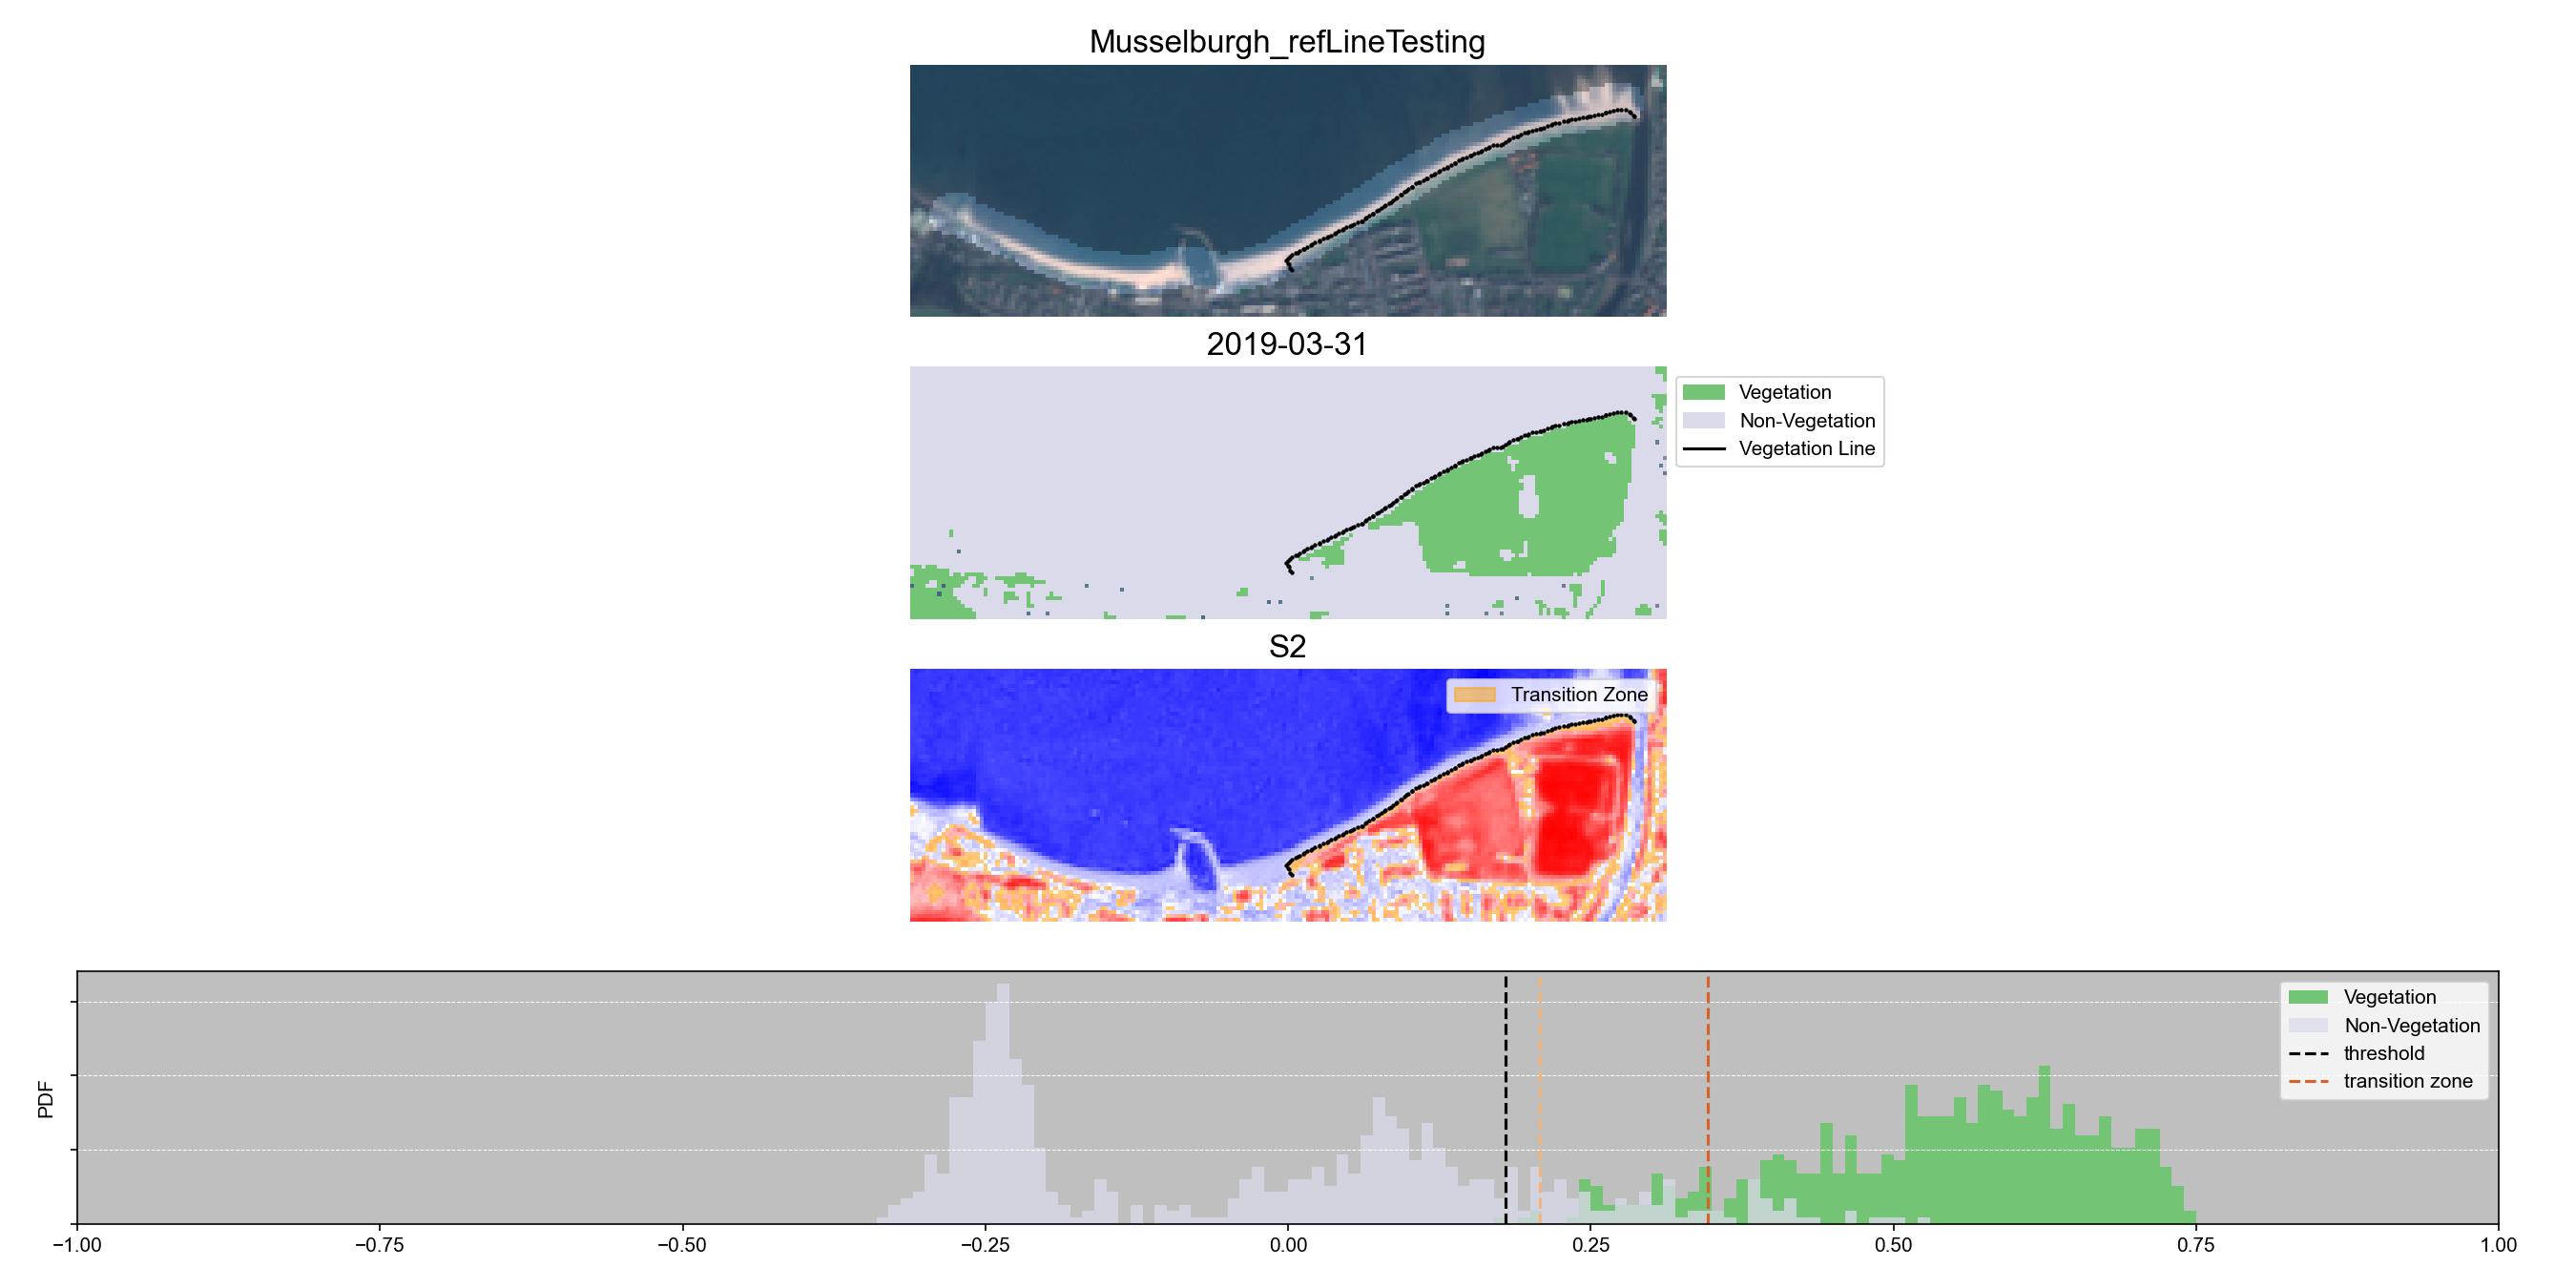 Musselburgh_refLineTesting
2019-03-31
Vegetation
Non-Vegetation
Vegetation Line
S2
Transition Zone
Vegetation
Non-Vegetation
threshold
transition zone
PDF
−1.00 −0.75 −0.50 −0.25 0.00 0.25 0.50 0.75 1.00